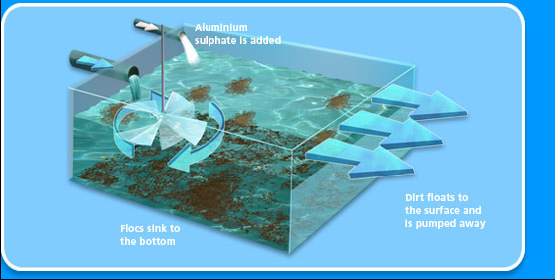 Aluminium
sulphate is added
Flocs sink to
the bottom
Dirt floats to
the surface and
is pumped away